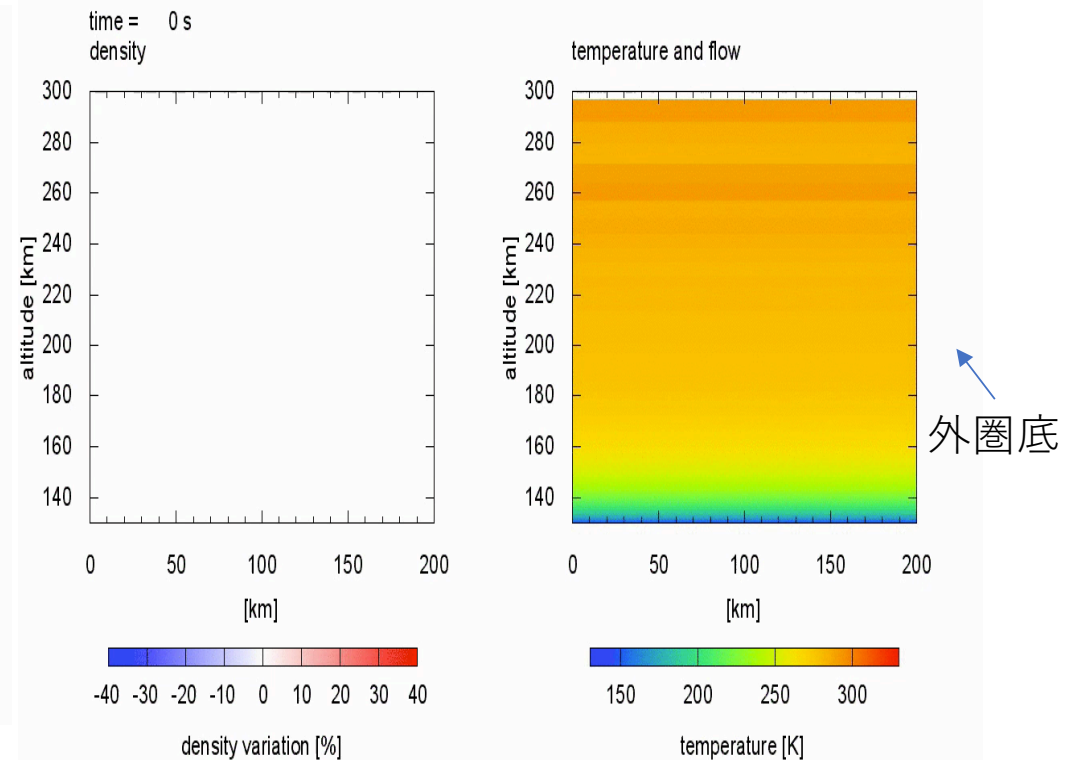 time = 0 s
density
300
280
260
240
220
200
180
160
140
altitude [km]
0 50 100 150 200
[km]
-40 -30 -20 -10 0 10 20 30 40
density variation [%]
temperature and flow
300
280
260
240
220
200
180
160
140
altitude [km]
0 50 100 150 200
[km]
150 200 250 300
temperature [K]
外圏底